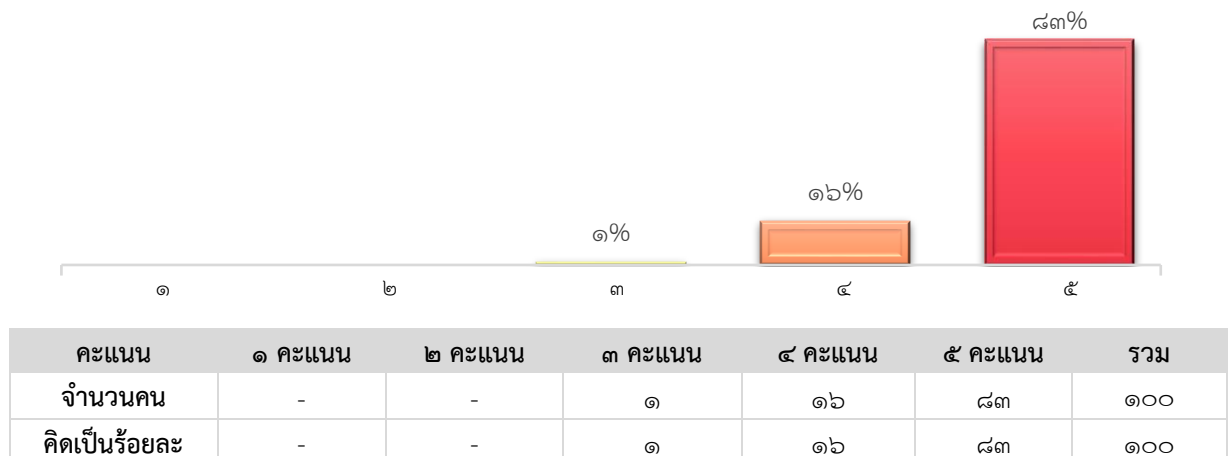 ๘๓%
๑๖%
๑%
๑ ๒ ๓ ๔ ๕
คะแนน ๑ คะแนน ๒ คะแนน ๓ คะแนน ๔ คะแนน ๕ คะแนน รวม
จำนวนคน - - ๑ ๑๖ ๘๓ ๑๐๐
คิดเป็นร้อยละ - - ๑ ๑๖ ๘๓ ๑๐๐